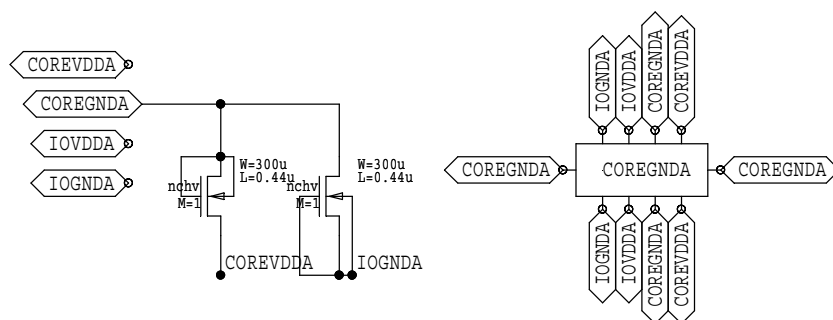 COREVDDA
COREGNDA
IOVDDA
IOGNDA
W=300u
L=0.44u
nchv
M=1
W=300u
L=0.44u
nchv
M=1
COREVDDA
IOGNDA
IOGNDA
IOVDDA
COREGNDA
COREVDDA
COREGNDA
COREGNDA
COREGNDA
IOGNDA
IOVDDA
COREGNDA
COREVDDA